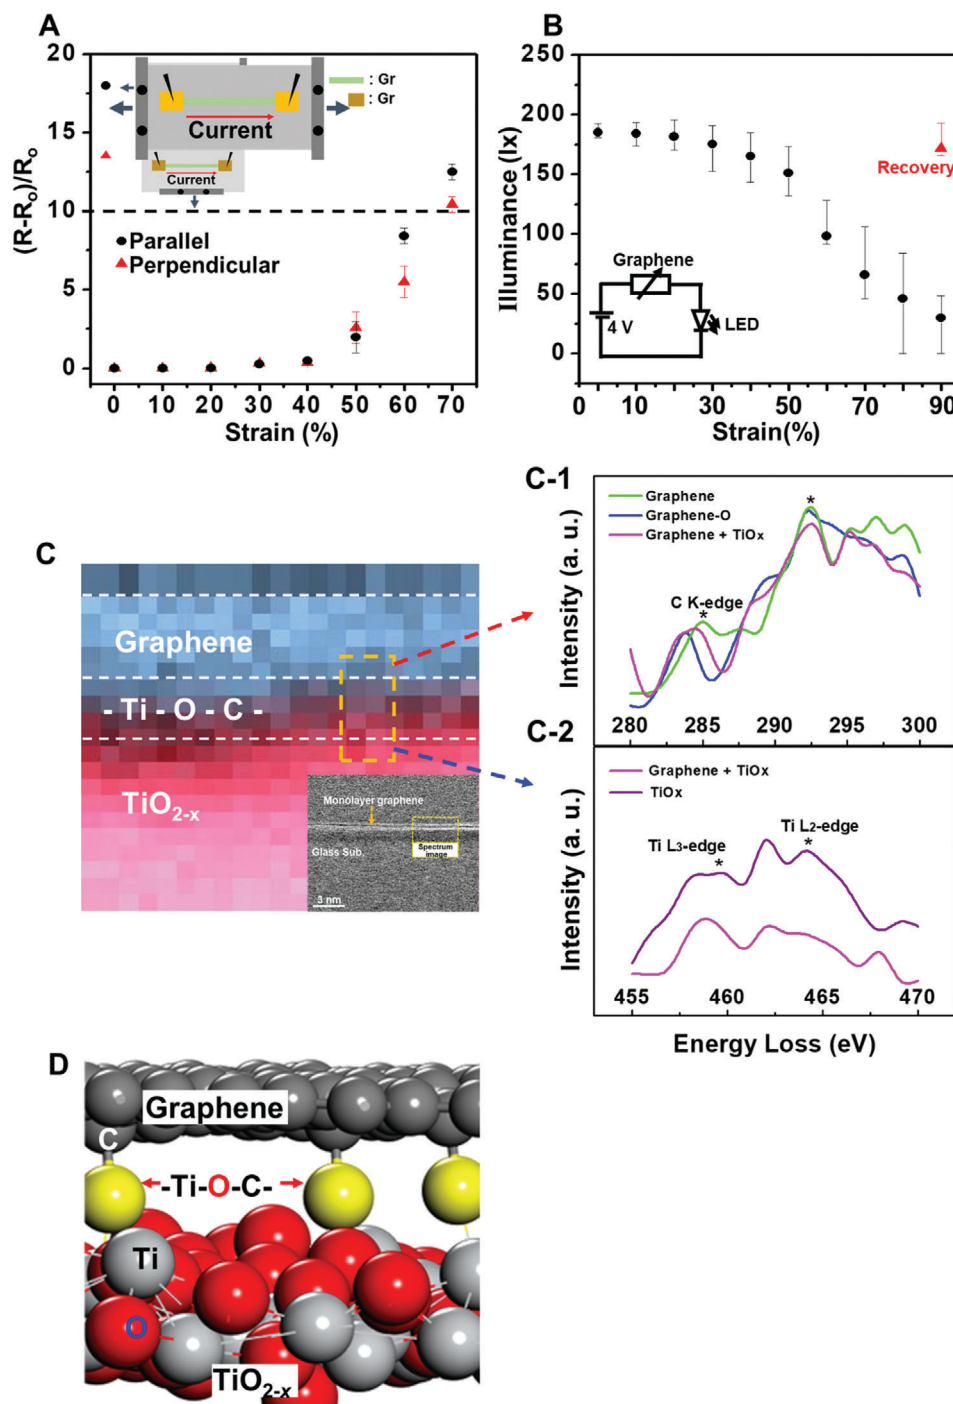 A
20
15
10
5
0
(R-Rₒ)/Rₒ
: Gr
: Gr
Current
Current
Parallel
Perpendicular
0 10 20 30 40 50 60 70
Strain (%)
B
250
200
150
100
50
0
Illuminance (lx)
Recovery
Graphene
4 V
LED
10 30 50 70 90
Strain(%)
C
Graphene
- Ti - O - C -
TiO₂₋ₓ
Monolayer graphene
Glass Sub.
Spectrum
image
3 nm
C-1
Graphene
Graphene-O
Graphene + TiOx
*
C K-edge
*
Intensity (a. u.)
280 285 290 295 300
C-2
Graphene + TiOx
TiOx
Ti L₃-edge
*
Ti L₂-edge
*
Intensity (a. u.)
455 460 465 470
Energy Loss (eV)
D
Graphene
C
-Ti-O-C-
Ti
O
TiO₂₋ₓ